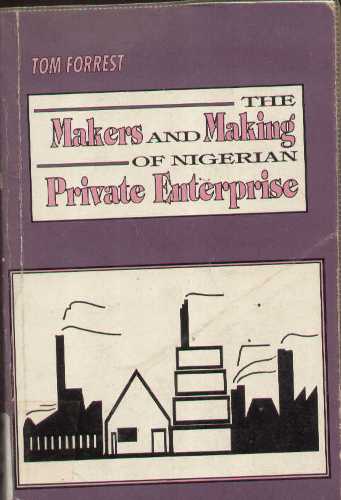 TOM FORREST
THE
Makers AND Making
OF NIGERIAN
Private Enterprise